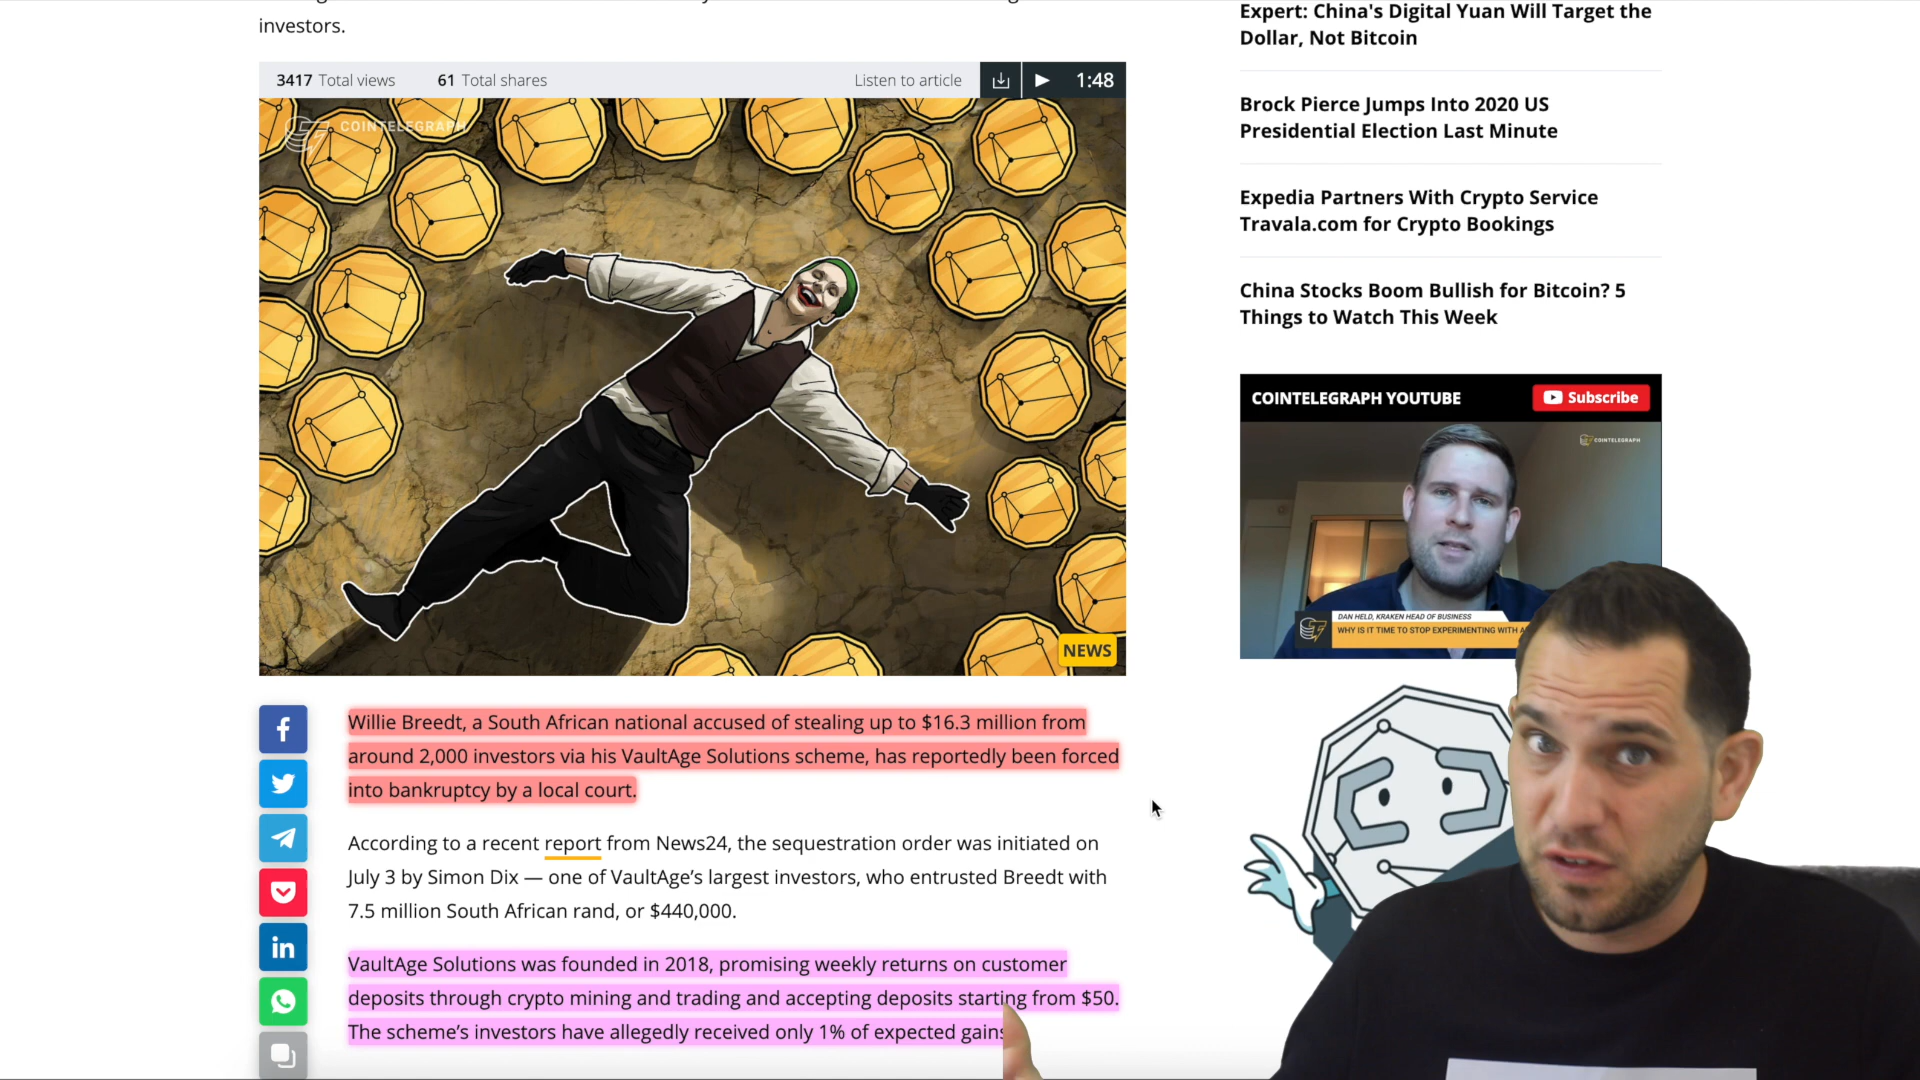 investors.
3417 Total views 61 Total shares Listen to article 1:48
COINTELEGRAPH
NEWS
Willie Breedt, a South African national accused of stealing up to $16.3 million from
around 2,000 investors via his VaultAge Solutions scheme, has reportedly been forced
into bankruptcy by a local court.
According to a recent report from News24, the sequestration order was initiated on
July 3 by Simon Dix — one of VaultAge’s largest investors, who entrusted Breedt with
7.5 million South African rand, or $440,000.
VaultAge Solutions was founded in 2018, promising weekly returns on customer
deposits through crypto mining and trading and accepting deposits starting from $50.
The scheme’s investors have allegedly received only 1% of expected gains
Expert: China's Digital Yuan Will Target the
Dollar, Not Bitcoin
Brock Pierce Jumps Into 2020 US
Presidential Election Last Minute
Expedia Partners With Crypto Service
Travala.com for Crypto Bookings
China Stocks Boom Bullish for Bitcoin? 5
Things to Watch This Week
COINTELEGRAPH YOUTUBE Subscribe
COINTELEGRAPH
DAN HELD, KRAKEN HEAD OF BUSINESS
WHY IS IT TIME TO STOP EXPERIMENTING WITH